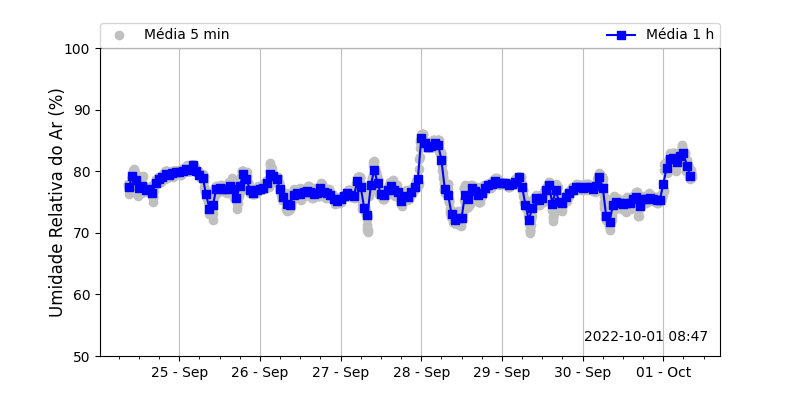 Média 5 min
Média 1 h
100
90
80
70
60
50
Umidade Relativa do Ar (%)
2022-10-01 08:47
25 - Sep
26 - Sep
27 - Sep
28 - Sep
29 - Sep
30 - Sep
01 - Oct